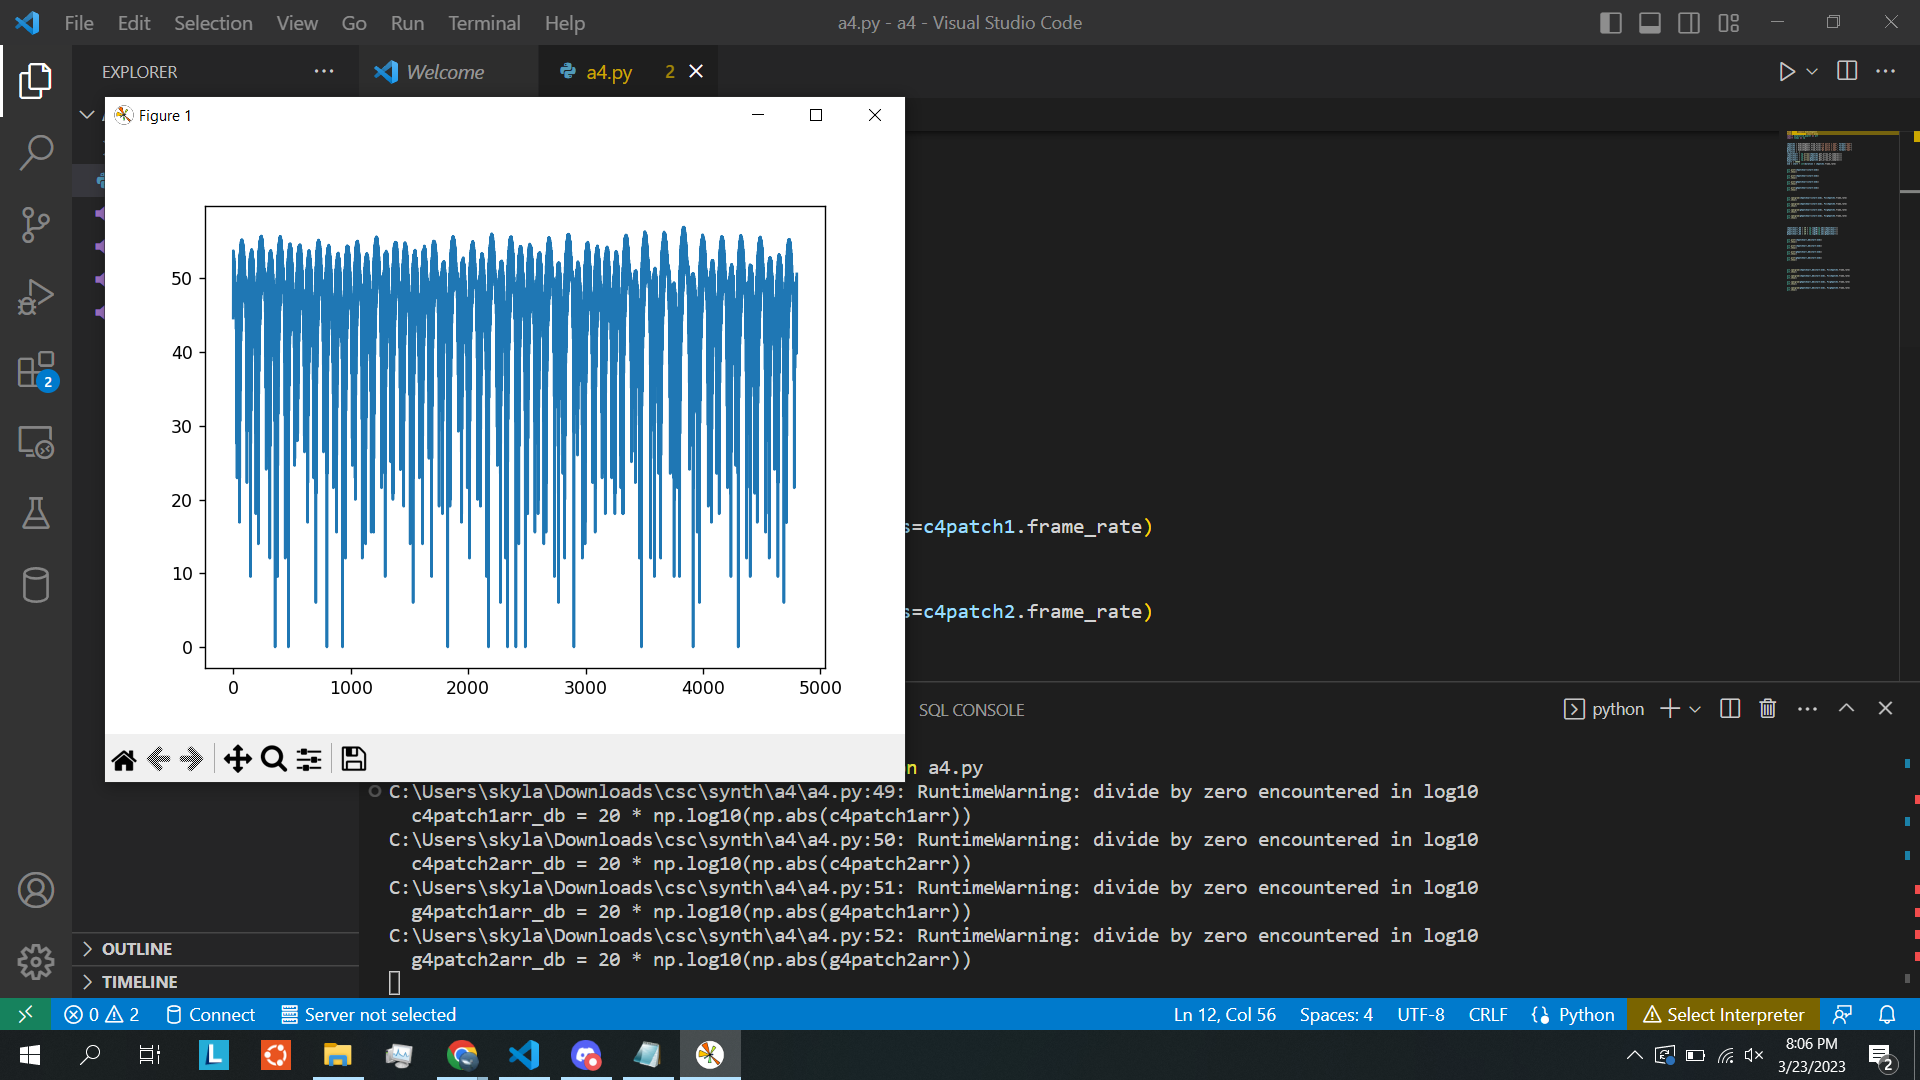 File Edit Selection View Go Run Terminal Help
a4.py - a4 - Visual Studio Code
EXPLORER
Welcome
a4.py 2
Figure 1
50
40
30
20
10
0
0 1000 2000 3000 4000 5000
s=c4patch1.frame_rate)
s=c4patch2.frame_rate)
SQL CONSOLE
python
n a4.py
C:\Users\skyla\Downloads\csc\synth\a4\a4.py:49: RuntimeWarning: divide by zero encountered in log10
c4patch1arr_db = 20 * np.log10(np.abs(c4patch1arr))
C:\Users\skyla\Downloads\csc\synth\a4\a4.py:50: RuntimeWarning: divide by zero encountered in log10
c4patch2arr_db = 20 * np.log10(np.abs(c4patch2arr))
C:\Users\skyla\Downloads\csc\synth\a4\a4.py:51: RuntimeWarning: divide by zero encountered in log10
g4patch1arr_db = 20 * np.log10(np.abs(g4patch1arr))
C:\Users\skyla\Downloads\csc\synth\a4\a4.py:52: RuntimeWarning: divide by zero encountered in log10
g4patch2arr_db = 20 * np.log10(np.abs(g4patch2arr))
2
OUTLINE
TIMELINE
0 2 Connect Server not selected
Ln 12, Col 56 Spaces: 4 UTF-8 CRLF Python Select Interpreter
L
8:06 PM
3/23/2023
2